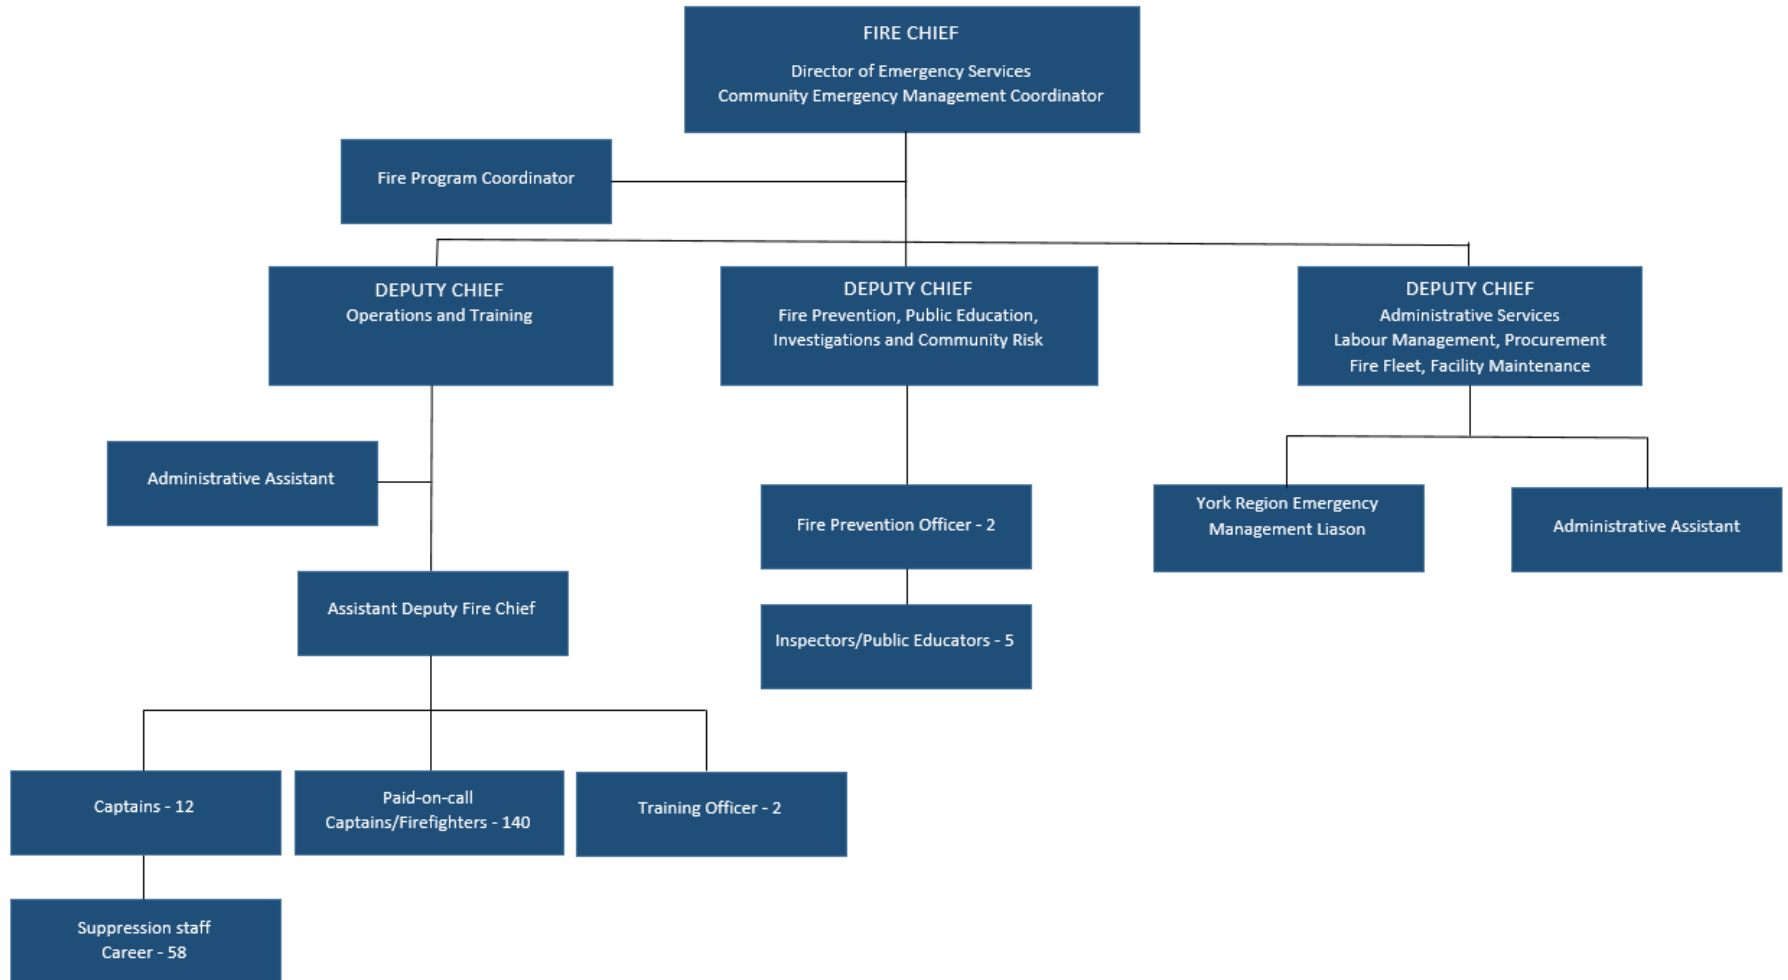 FIRE CHIEF
Director of Emergency Services
Community Emergency Management Coordinator
Fire Program Coordinator
DEPUTY CHIEF
Operations and Training
DEPUTY CHIEF
Fire Prevention, Public Education,
Investigations and Community Risk
DEPUTY CHIEF
Administrative Services
Labour Management, Procurement
Fire Fleet, Facility Maintenance
Administrative Assistant
Fire Prevention Officer - 2
York Region Emergency
Management Liason
Administrative Assistant
Assistant Deputy Fire Chief
Inspectors/Public Educators - 5
Captains - 12
Paid-on-call
Captains/Firefighters - 140
Training Officer - 2
Suppression staff
Career - 58